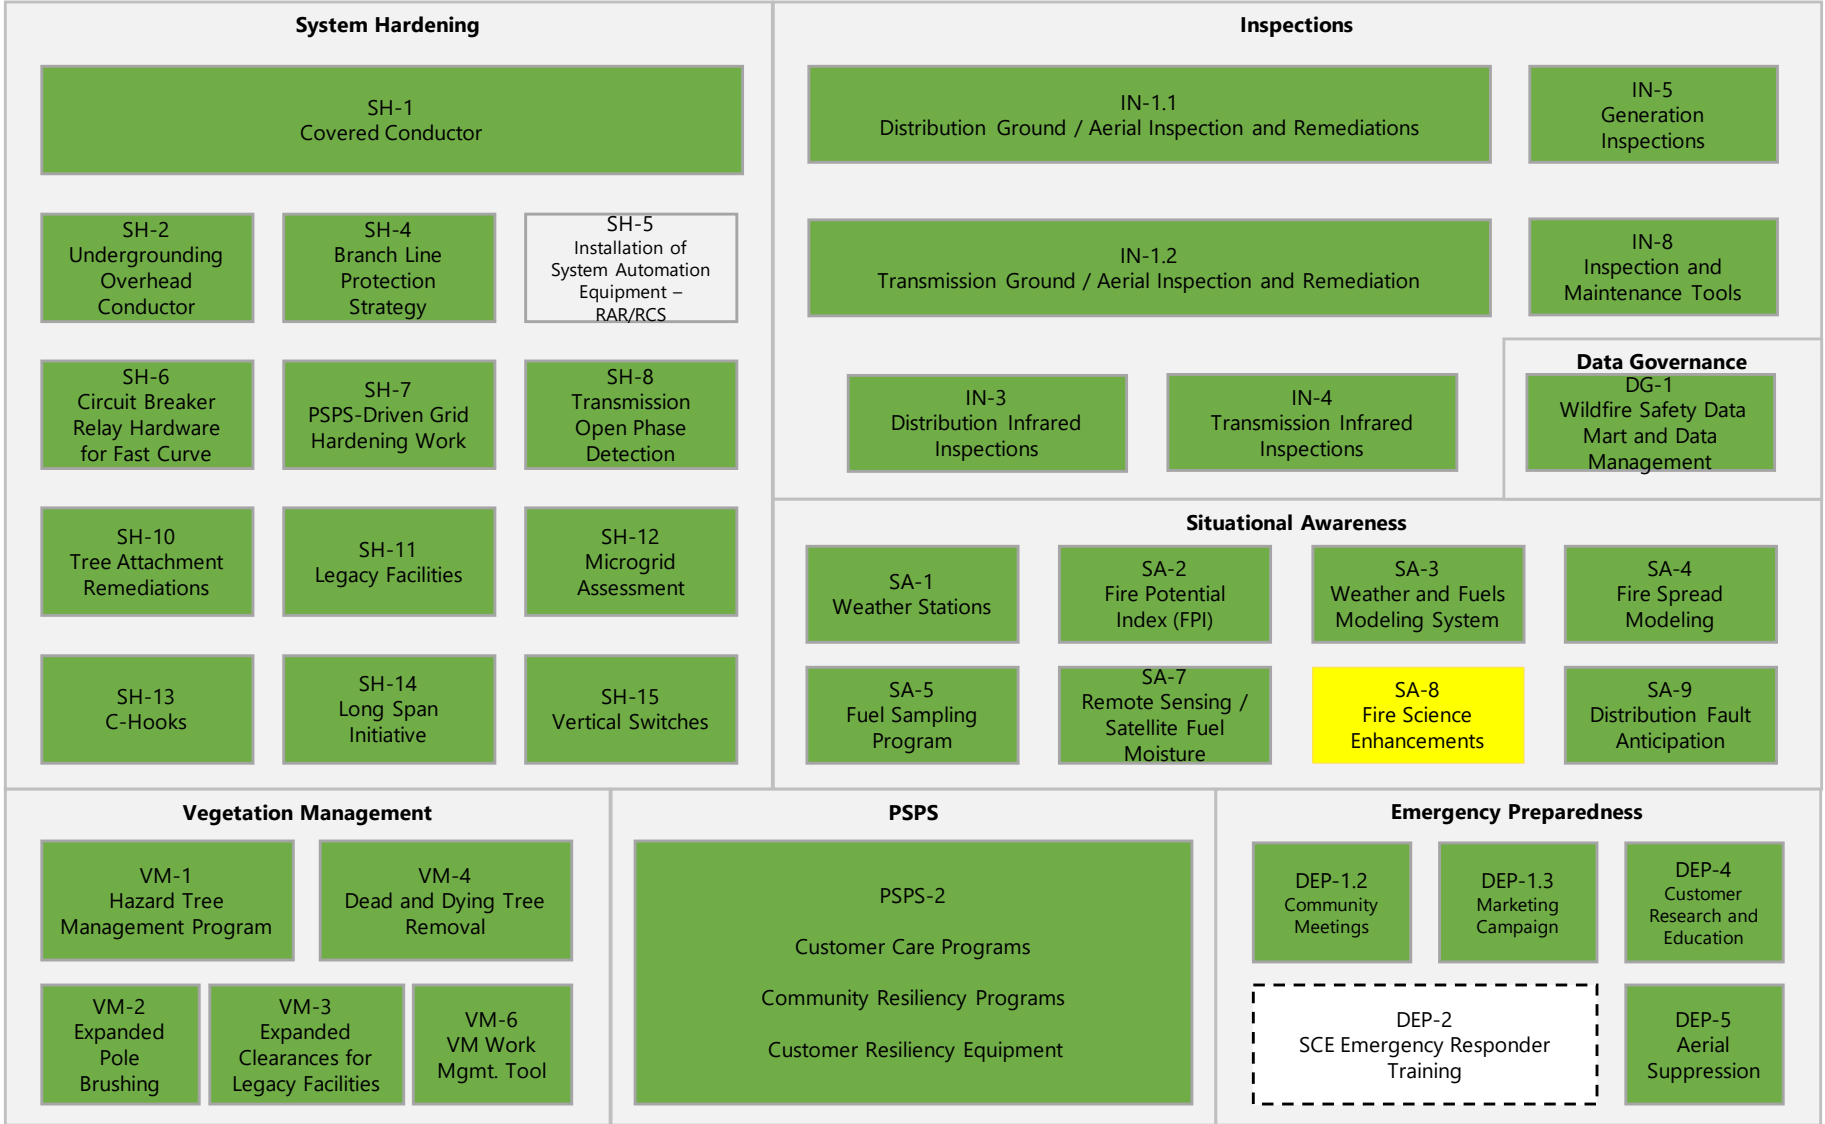 System Hardening
SH-1
Covered Conductor
SH-2
Undergrounding
Overhead
Conductor
SH-4
Branch Line
Protection
Strategy
SH-5
Installation of
System Automation
Equipment –
RAR/RCS
SH-6
Circuit Breaker
Relay Hardware
for Fast Curve
SH-7
PSPS-Driven Grid
Hardening Work
SH-8
Transmission
Open Phase
Detection
SH-10
Tree Attachment
Remediations
SH-11
Legacy Facilities
SH-12
Microgrid
Assessment
SH-13
C-Hooks
SH-14
Long Span
Initiative
SH-15
Vertical Switches
Inspections
IN-1.1
Distribution Ground / Aerial Inspection and Remediations
IN-5
Generation
Inspections
IN-1.2
Transmission Ground / Aerial Inspection and Remediation
IN-8
Inspection and
Maintenance Tools
IN-3
Distribution Infrared
Inspections
IN-4
Transmission Infrared
Inspections
Data Governance
DG-1
Wildfire Safety Data
Mart and Data
Management
Situational Awareness
SA-1
Weather Stations
SA-2
Fire Potential
Index (FPI)
SA-3
Weather and Fuels
Modeling System
SA-4
Fire Spread
Modeling
SA-5
Fuel Sampling
Program
SA-7
Remote Sensing /
Satellite Fuel
Moisture
SA-8
Fire Science
Enhancements
SA-9
Distribution Fault
Anticipation
Vegetation Management
VM-1
Hazard Tree
Management Program
VM-4
Dead and Dying Tree
Removal
VM-2
Expanded
Pole
Brushing
VM-3
Expanded
Clearances for
Legacy Facilities
VM-6
VM Work
Mgmt. Tool
PSPS
PSPS-2
Customer Care Programs
Community Resiliency Programs
Customer Resiliency Equipment
Emergency Preparedness
DEP-1.2
Community
Meetings
DEP-1.3
Marketing
Campaign
DEP-4
Customer
Research and
Education
DEP-2
SCE Emergency Responder
Training
DEP-5
Aerial
Suppression